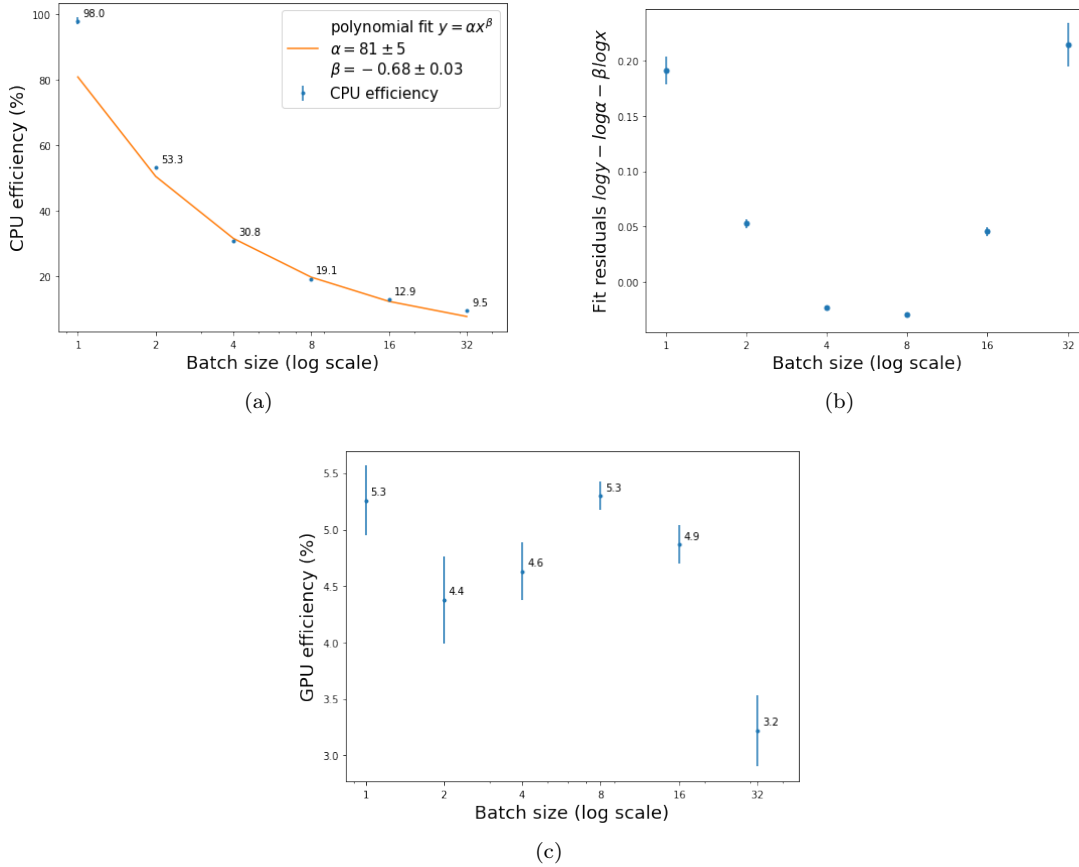 100
80
60
40
20
98.0
53.3
30.8
19.1
12.9
9.5
polynomial fit y = αx^β
α = 81 ± 5
β = − 0.68 ± 0.03
CPU efficiency
CPU efficiency (%)
1 2 4 8 16 32
Batch size (log scale)
(a)
0.20
0.15
0.10
0.05
0.00
Fit residuals logy − logα − βlogx
1 2 4 8 16 32
Batch size (log scale)
(b)
5.5
5.0
4.5
4.0
3.5
3.0
5.3
4.4
4.6
5.3
4.9
3.2
GPU efficiency (%)
1 2 4 8 16 32
Batch size (log scale)
(c)